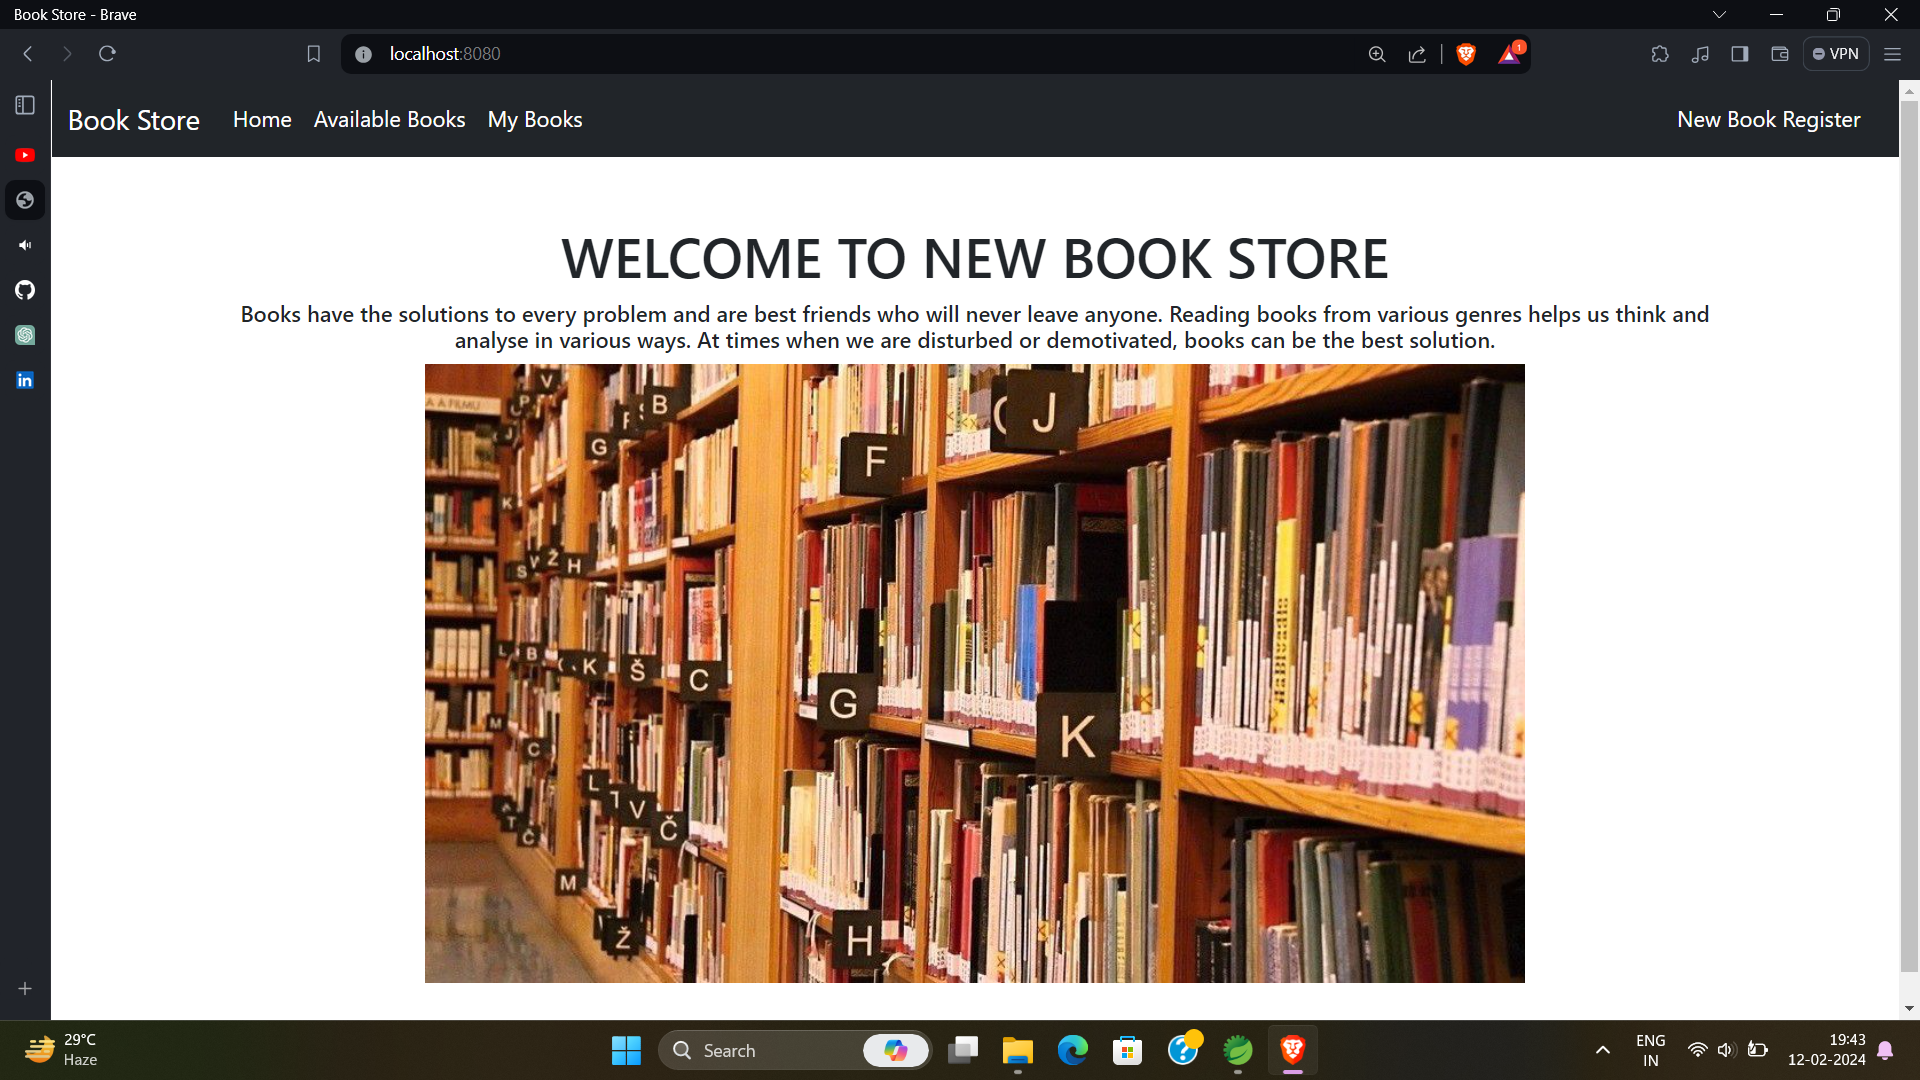 Book Store - Brave
localhost:8080
1
VPN
Book Store Home Available Books My Books New Book Register
WELCOME TO NEW BOOK STORE
Books have the solutions to every problem and are best friends who will never leave anyone. Reading books from various genres helps us think and
analyse in various ways. At times when we are disturbed or demotivated, books can be the best solution.
A A FILMU
V
P
B
J
G
F
K
V Ž H
S
L B K Š C
G
K
M
C
L T V Č
T Č
M
Ž
H
in
29°C
Haze
Search
ENG
IN
19:43
12-02-2024